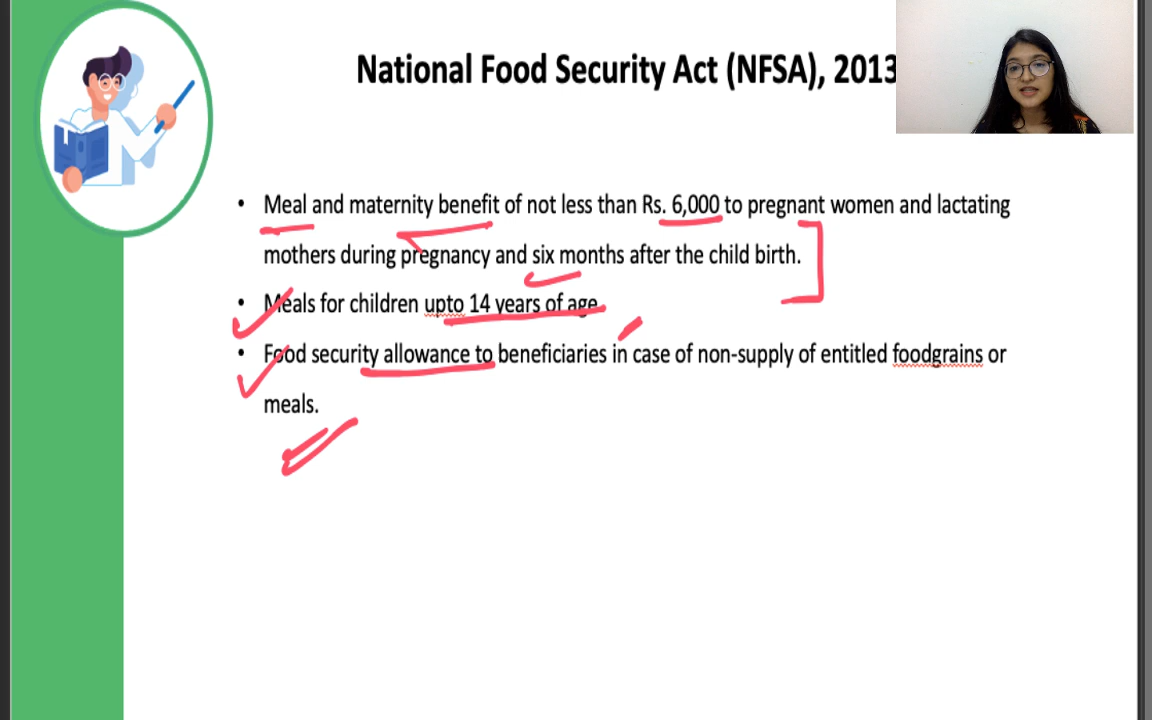 National Food Security Act (NFSA), 2013
• Meal and maternity benefit of not less than Rs. 6,000 to pregnant women and lactating
mothers during pregnancy and six months after the child birth.
• Meals for children upto 14 years of age
• Food security allowance to beneficiaries in case of non-supply of entitled foodgrains or
meals.